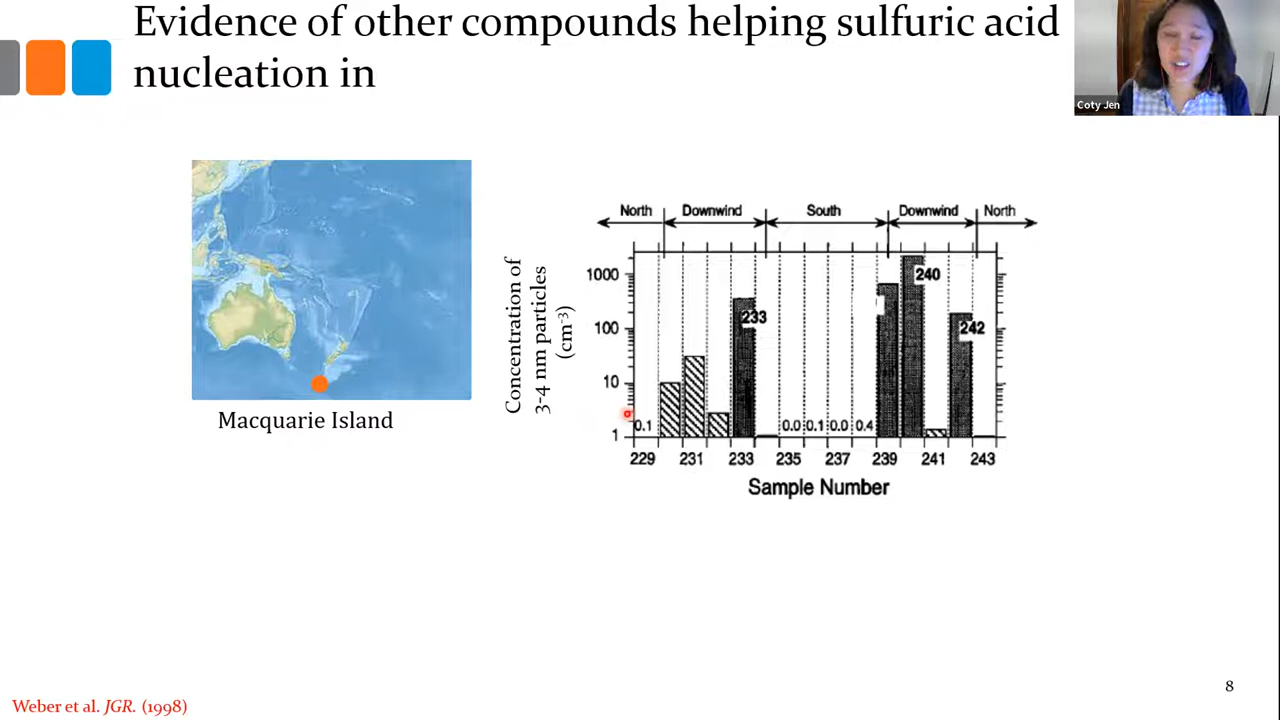 Evidence of other compounds helping sulfuric acid
nucleation in
Coty Jen
Macquarie Island
Concentration of
3-4 nm particles
(cm⁻³)
North Downwind South Downwind North
1000
100
10
1
240
233
242
0.1 0.0 0.1 0.0 0.4
229 231 233 235 237 239 241 243
Sample Number
8
Weber et al. JGR. (1998)